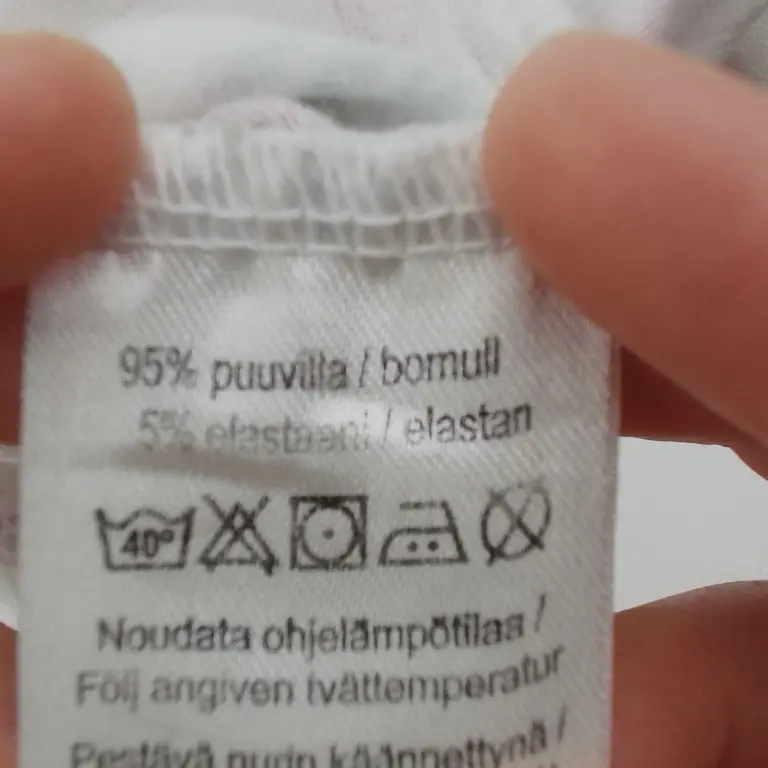 95% puuvilla / bomull
5% elastaani / elastan
40°
Noudata ohjelämpötilaa /
Följ angiven tvättemperatur
Pestävä nurin käännettynä /